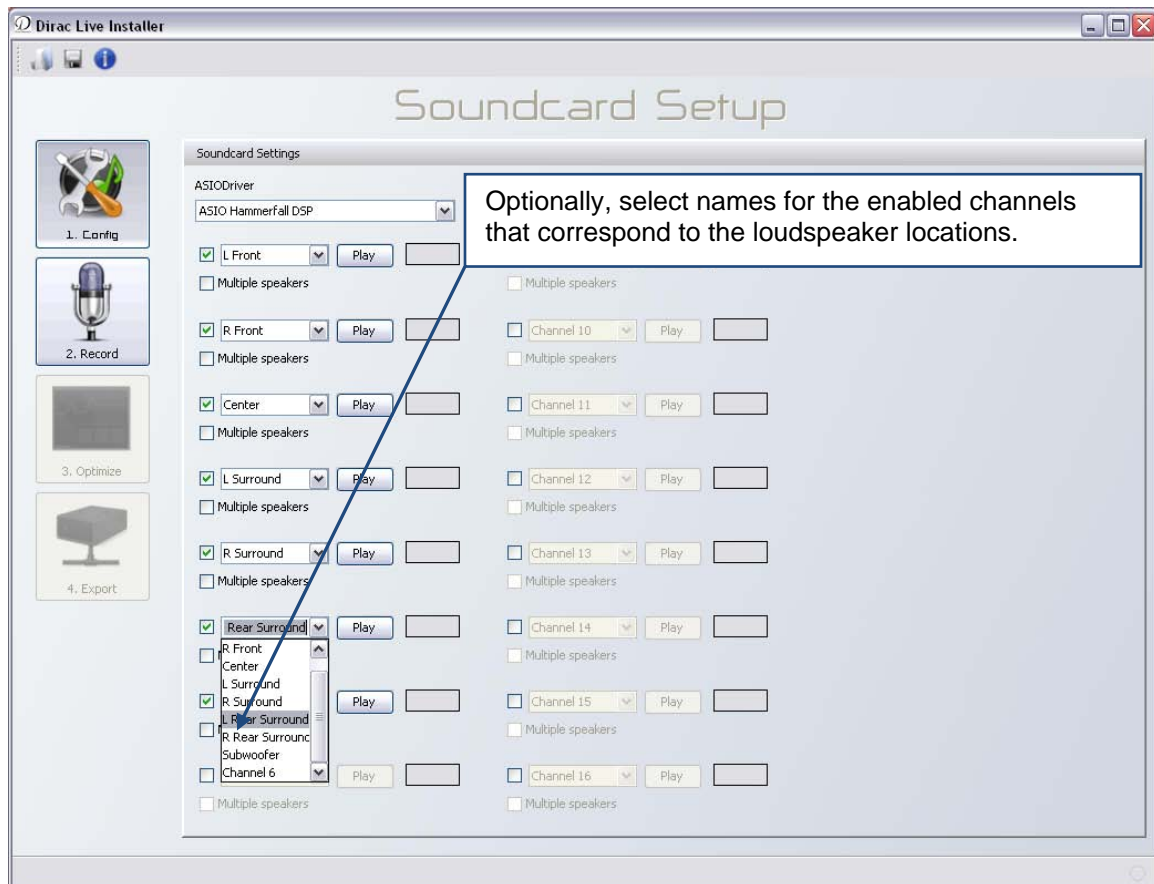 Dirac Live Installer
Soundcard Setup
1. Config
2. Record
3. Optimize
4. Export
Soundcard Settings
ASIODriver
ASIO Hammerfall DSP
Optionally, select names for the enabled channels
that correspond to the loudspeaker locations.
L Front Play
Multiple speakers
R Front Play
Multiple speakers
Center Play
Multiple speakers
L Surround Play
Multiple speakers
R Surround Play
Multiple speakers
Rear Surround Play
R Front
Center
L Surround
R Surround
L Rear Surround
R Rear Surround
Subwoofer
Channel 6
Play
Play
Multiple speakers
Multiple speakers
Channel 10 Play
Multiple speakers
Channel 11 Play
Multiple speakers
Channel 12 Play
Multiple speakers
Channel 13 Play
Multiple speakers
Channel 14 Play
Multiple speakers
Channel 15 Play
Multiple speakers
Channel 16 Play
Multiple speakers